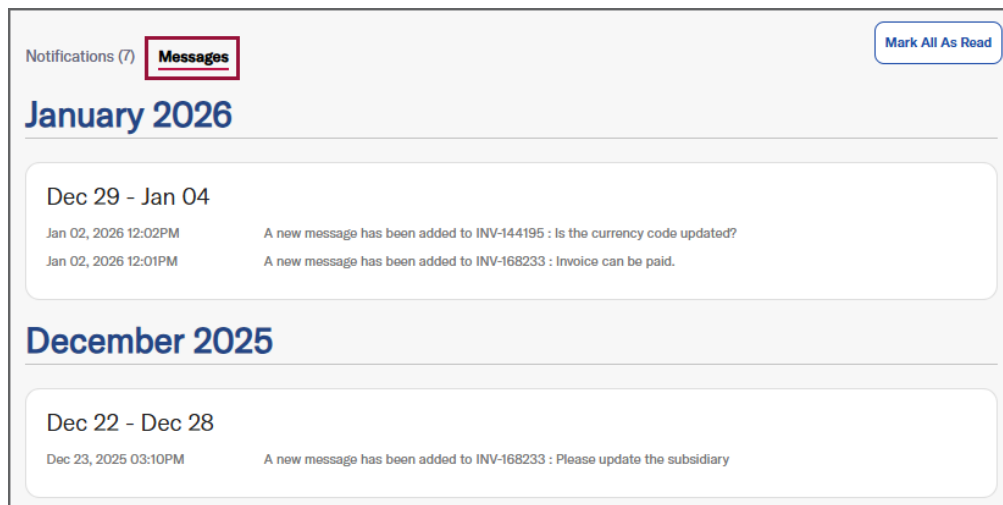 Notifications (7) Messages Mark All As Read
January 2026
Dec 29 - Jan 04
Jan 02, 2026 12:02PM A new message has been added to INV-144195 : Is the currency code updated?
Jan 02, 2026 12:01PM A new message has been added to INV-168233 : Invoice can be paid.
December 2025
Dec 22 - Dec 28
Dec 23, 2025 03:10PM A new message has been added to INV-168233 : Please update the subsidiary